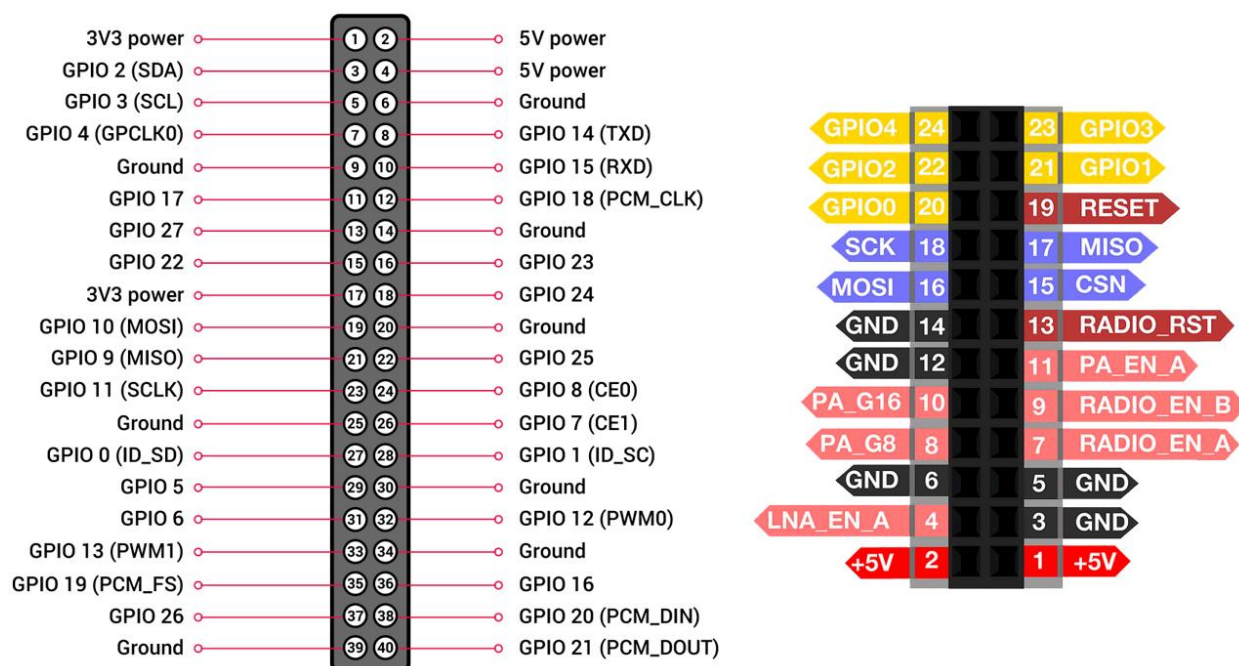 3V3 power 1 2 5V power
GPIO 2 (SDA) 3 4 5V power
GPIO 3 (SCL) 5 6 Ground
GPIO 4 (GPCLK0) 7 8 GPIO 14 (TXD)
Ground 9 10 GPIO 15 (RXD)
GPIO 17 11 12 GPIO 18 (PCM_CLK)
GPIO 27 13 14 Ground
GPIO 22 15 16 GPIO 23
3V3 power 17 18 GPIO 24
GPIO 10 (MOSI) 19 20 Ground
GPIO 9 (MISO) 21 22 GPIO 25
GPIO 11 (SCLK) 23 24 GPIO 8 (CE0)
Ground 25 26 GPIO 7 (CE1)
GPIO 0 (ID_SD) 27 28 GPIO 1 (ID_SC)
GPIO 5 29 30 Ground
GPIO 6 31 32 GPIO 12 (PWM0)
GPIO 13 (PWM1) 33 34 Ground
GPIO 19 (PCM_FS) 35 36 GPIO 16
GPIO 26 37 38 GPIO 20 (PCM_DIN)
Ground 39 40 GPIO 21 (PCM_DOUT)
GPIO4 24 23 GPIO3
GPIO2 22 21 GPIO1
GPIO0 20 19 RESET
SCK 18 17 MISO
MOSI 16 15 CSN
GND 14 13 RADIO_RST
GND 12 11 PA_EN_A
PA_G16 10 9 RADIO_EN_B
PA_G8 8 7 RADIO_EN_A
GND 6 5 GND
LNA_EN_A 4 3 GND
+5V 2 1 +5V